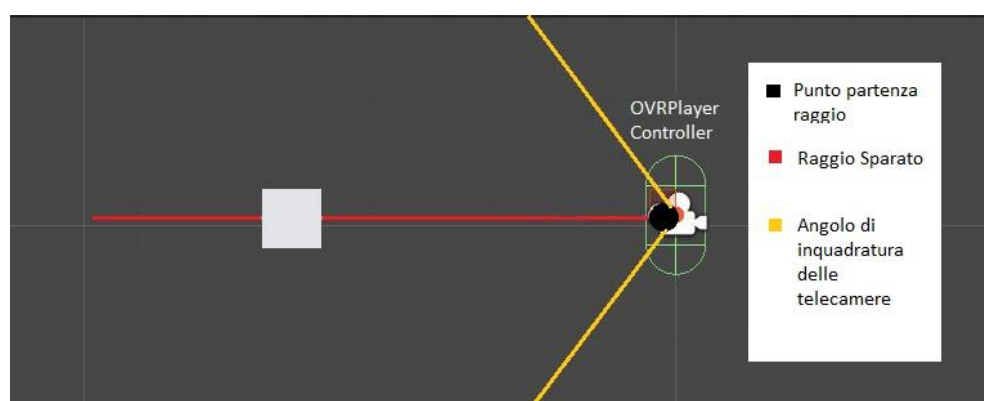 OVRPlayer
Controller
Punto partenza
raggio
Raggio Sparato
Angolo di
inquadratura
delle
telecamere